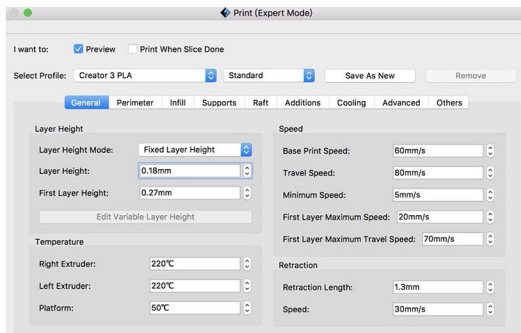 Print (Expert Mode)
I want to: Preview Print When Slice Done
Select Profile: Creator 3 PLA Standard Save As New Remove
General Perimeter Infill Supports Raft Additions Cooling Advanced Others
Layer Height
Layer Height Mode: Fixed Layer Height
Layer Height: 0.18mm
First Layer Height: 0.27mm
Edit Variable Layer Height
Temperature
Right Extruder: 220℃
Left Extruder: 220℃
Platform: 50℃
Speed
Base Print Speed: 60mm/s
Travel Speed: 80mm/s
Minimum Speed: 5mm/s
First Layer Maximum Speed: 20mm/s
First Layer Maximum Travel Speed: 70mm/s
Retraction
Retraction Length: 1.3mm
Speed: 30mm/s